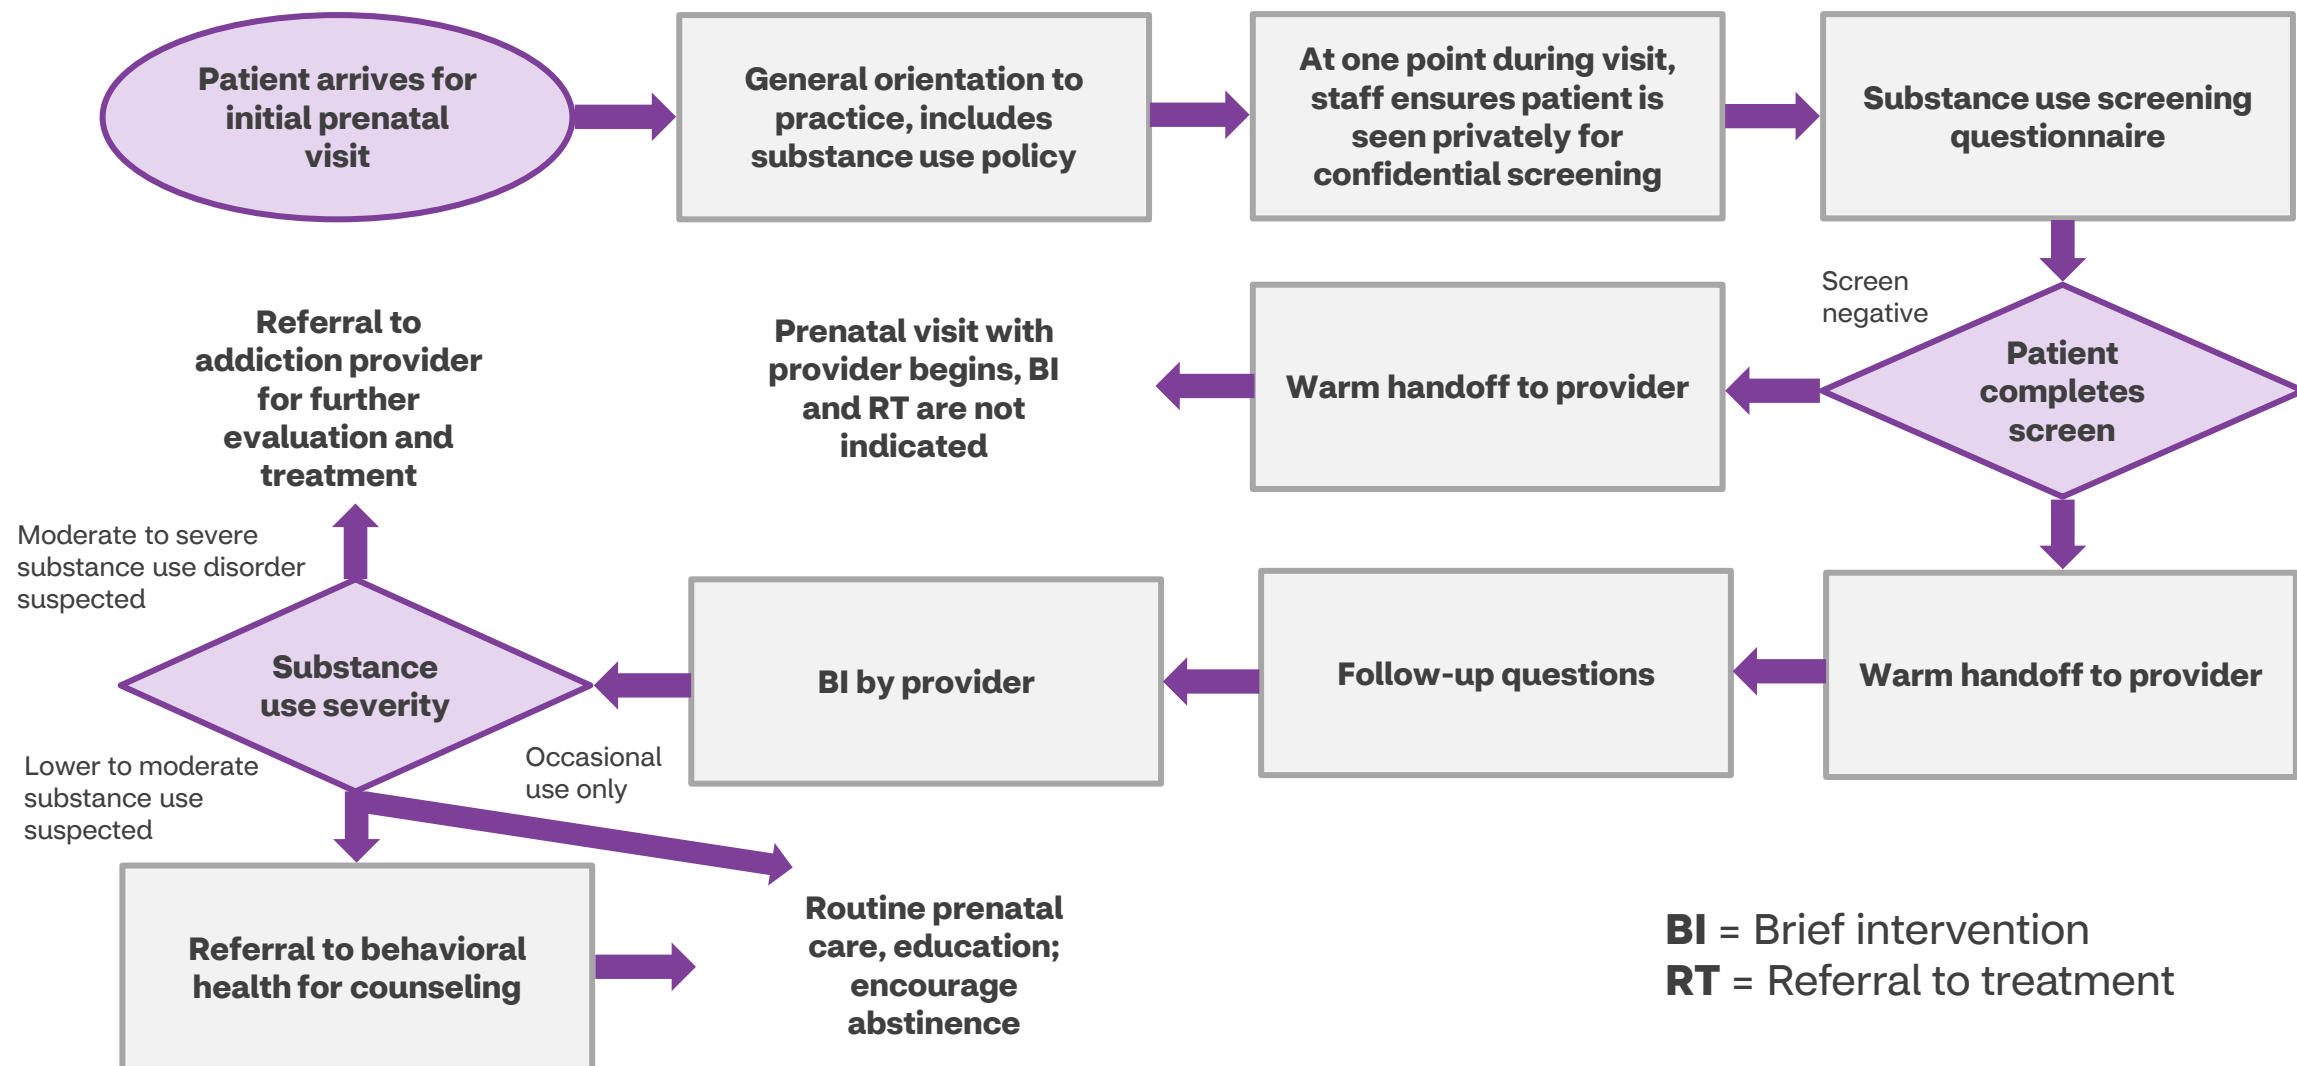 Patient arrives for
initial prenatal
visit
General orientation to
practice, includes
substance use policy
At one point during visit,
staff ensures patient is
seen privately for
confidential screening
Substance use screening
questionnaire
Screen
negative
Patient
completes
screen
Warm handoff to provider
Prenatal visit with
provider begins, BI
and RT are not
indicated
Referral to
addiction provider
for further
evaluation and
treatment
Moderate to severe
substance use disorder
suspected
Substance
use severity
BI by provider
Follow-up questions
Warm handoff to provider
Lower to moderate
substance use
suspected
Occasional
use only
Referral to behavioral
health for counseling
Routine prenatal
care, education;
encourage
abstinence
BI = Brief intervention
RT = Referral to treatment